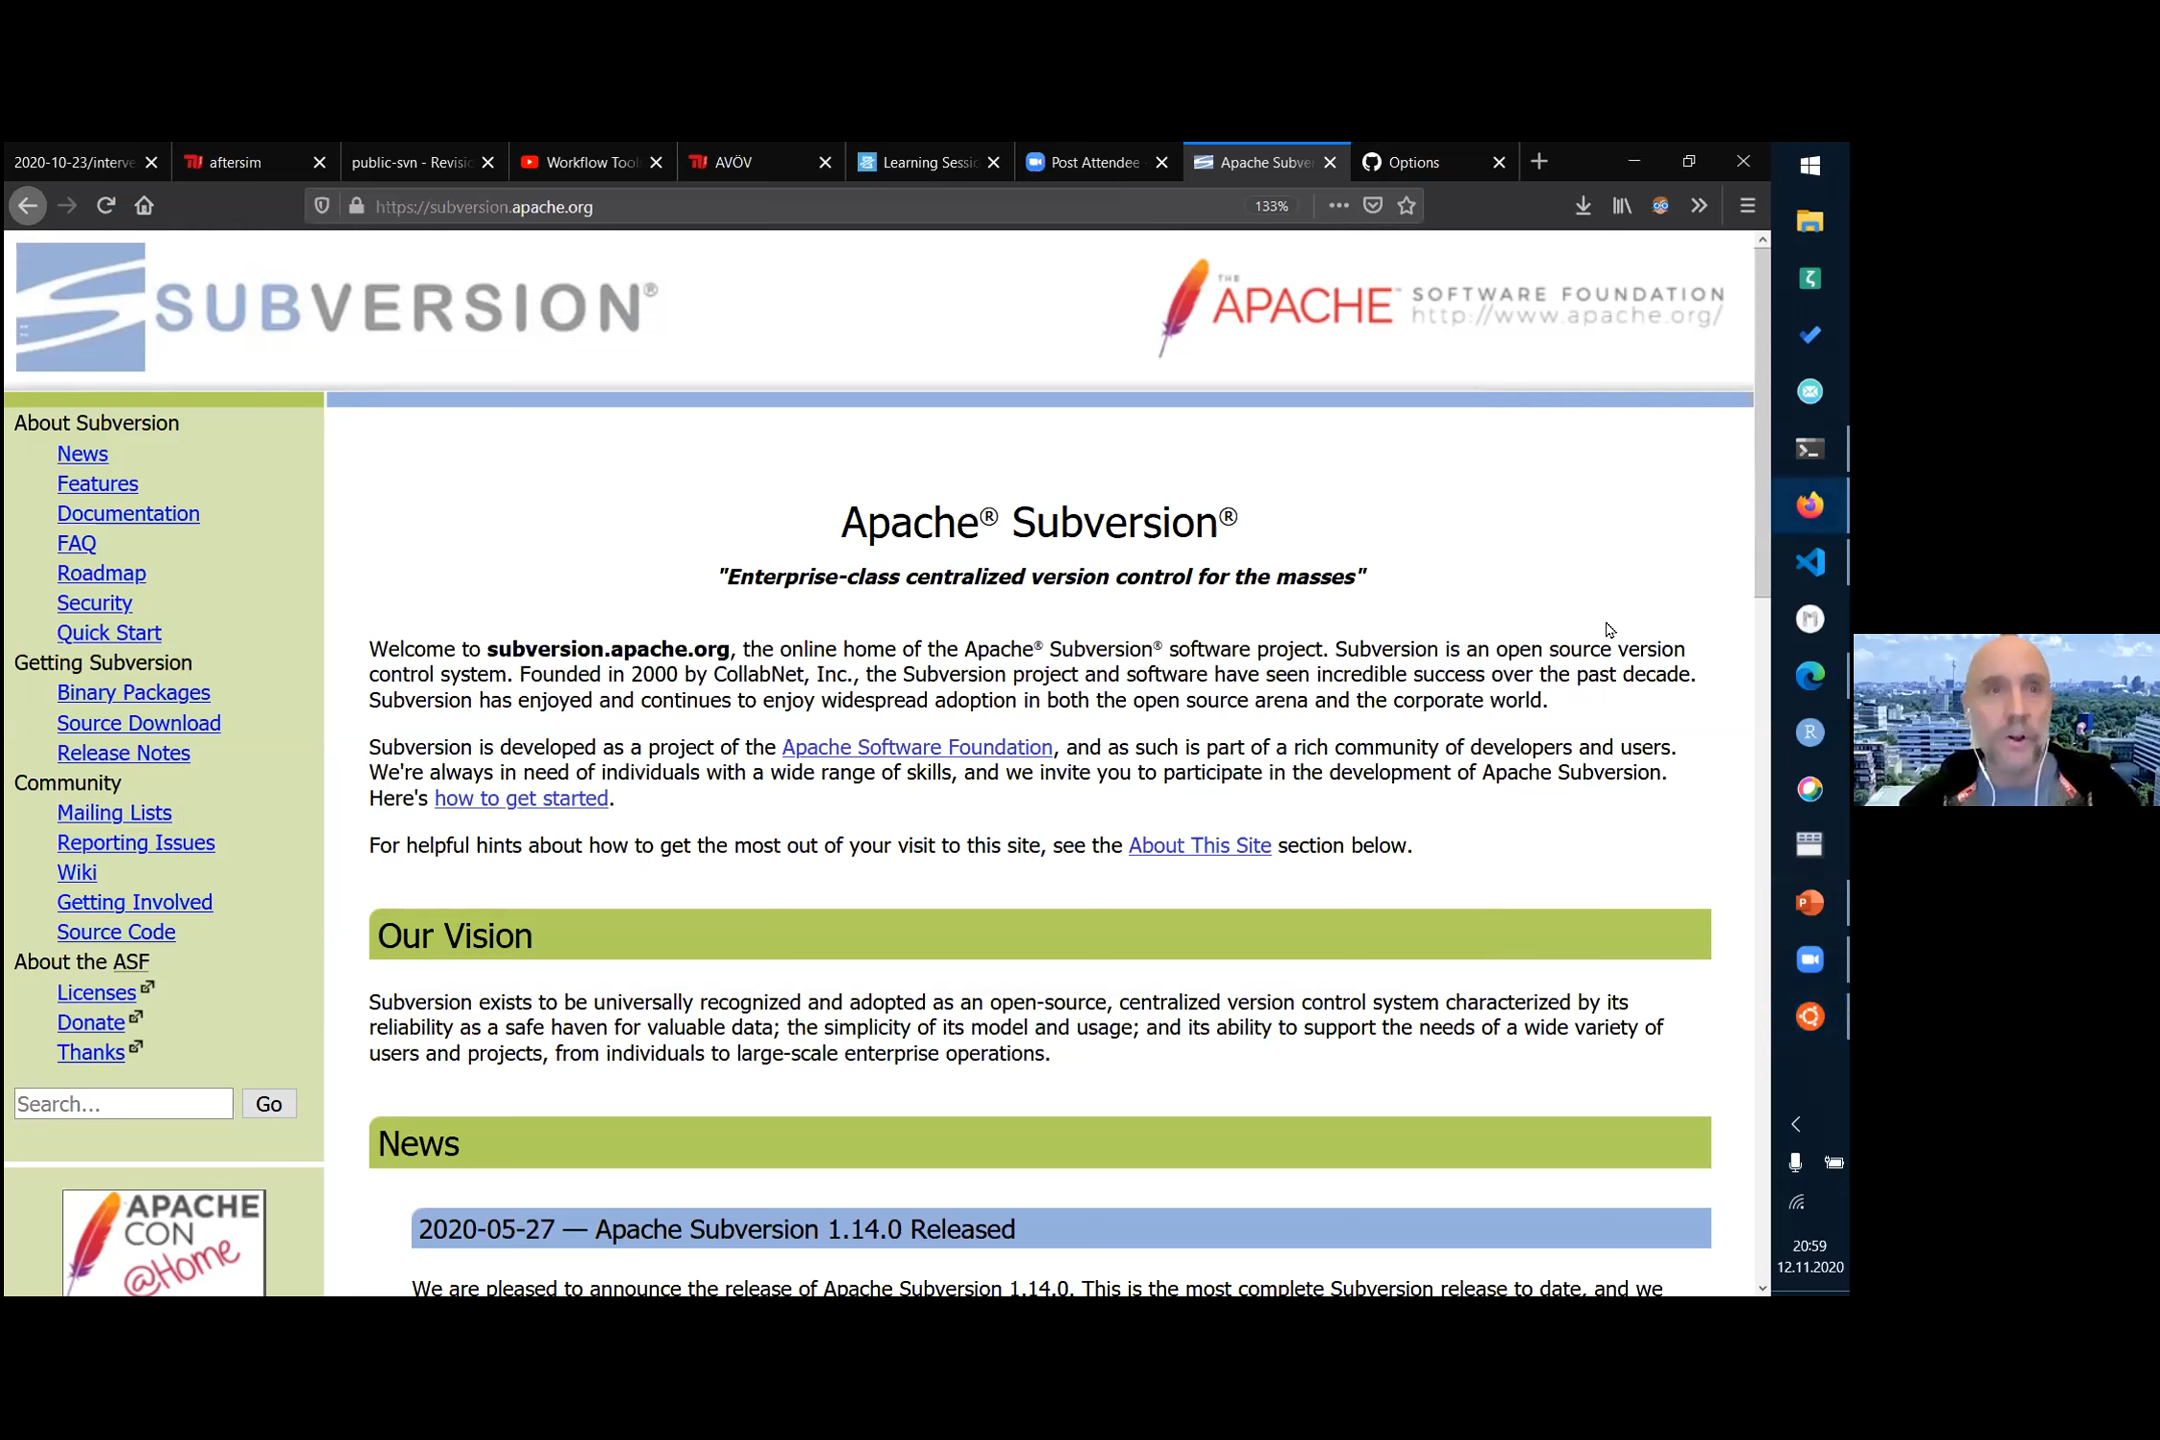 2020-10-23/interve
aftersim
public-svn - Revisio
Workflow Tool
AVÖV
Learning Sessio
Post Attendee
Apache Subver
Options
https://subversion.apache.org
133%
SUBVERSION®
THE
APACHE™ SOFTWARE FOUNDATION
http://www.apache.org/
About Subversion
News
Features
Documentation
FAQ
Roadmap
Security
Quick Start
Getting Subversion
Binary Packages
Source Download
Release Notes
Community
Mailing Lists
Reporting Issues
Wiki
Getting Involved
Source Code
About the ASF
Licenses
Donate
Thanks
Search...
Go
APACHE
CON
@Home
Apache® Subversion®
"Enterprise-class centralized version control for the masses"
Welcome to subversion.apache.org, the online home of the Apache® Subversion® software project. Subversion is an open source version
control system. Founded in 2000 by CollabNet, Inc., the Subversion project and software have seen incredible success over the past decade.
Subversion has enjoyed and continues to enjoy widespread adoption in both the open source arena and the corporate world.
Subversion is developed as a project of the Apache Software Foundation, and as such is part of a rich community of developers and users.
We're always in need of individuals with a wide range of skills, and we invite you to participate in the development of Apache Subversion.
Here's how to get started.
For helpful hints about how to get the most out of your visit to this site, see the About This Site section below.
Our Vision
Subversion exists to be universally recognized and adopted as an open-source, centralized version control system characterized by its
reliability as a safe haven for valuable data; the simplicity of its model and usage; and its ability to support the needs of a wide variety of
users and projects, from individuals to large-scale enterprise operations.
News
2020-05-27 — Apache Subversion 1.14.0 Released
We are pleased to announce the release of Apache Subversion 1.14.0. This is the most complete Subversion release to date, and we
20:59
12.11.2020